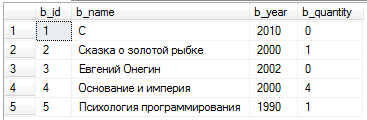 b_id b_name b_year b_quantity
1 1 С 2010 0
2 2 Сказка о золотой рыбке 2000 1
3 3 Евгений Онегин 2002 0
4 4 Основание и империя 2000 4
5 5 Психология программирования 1990 1